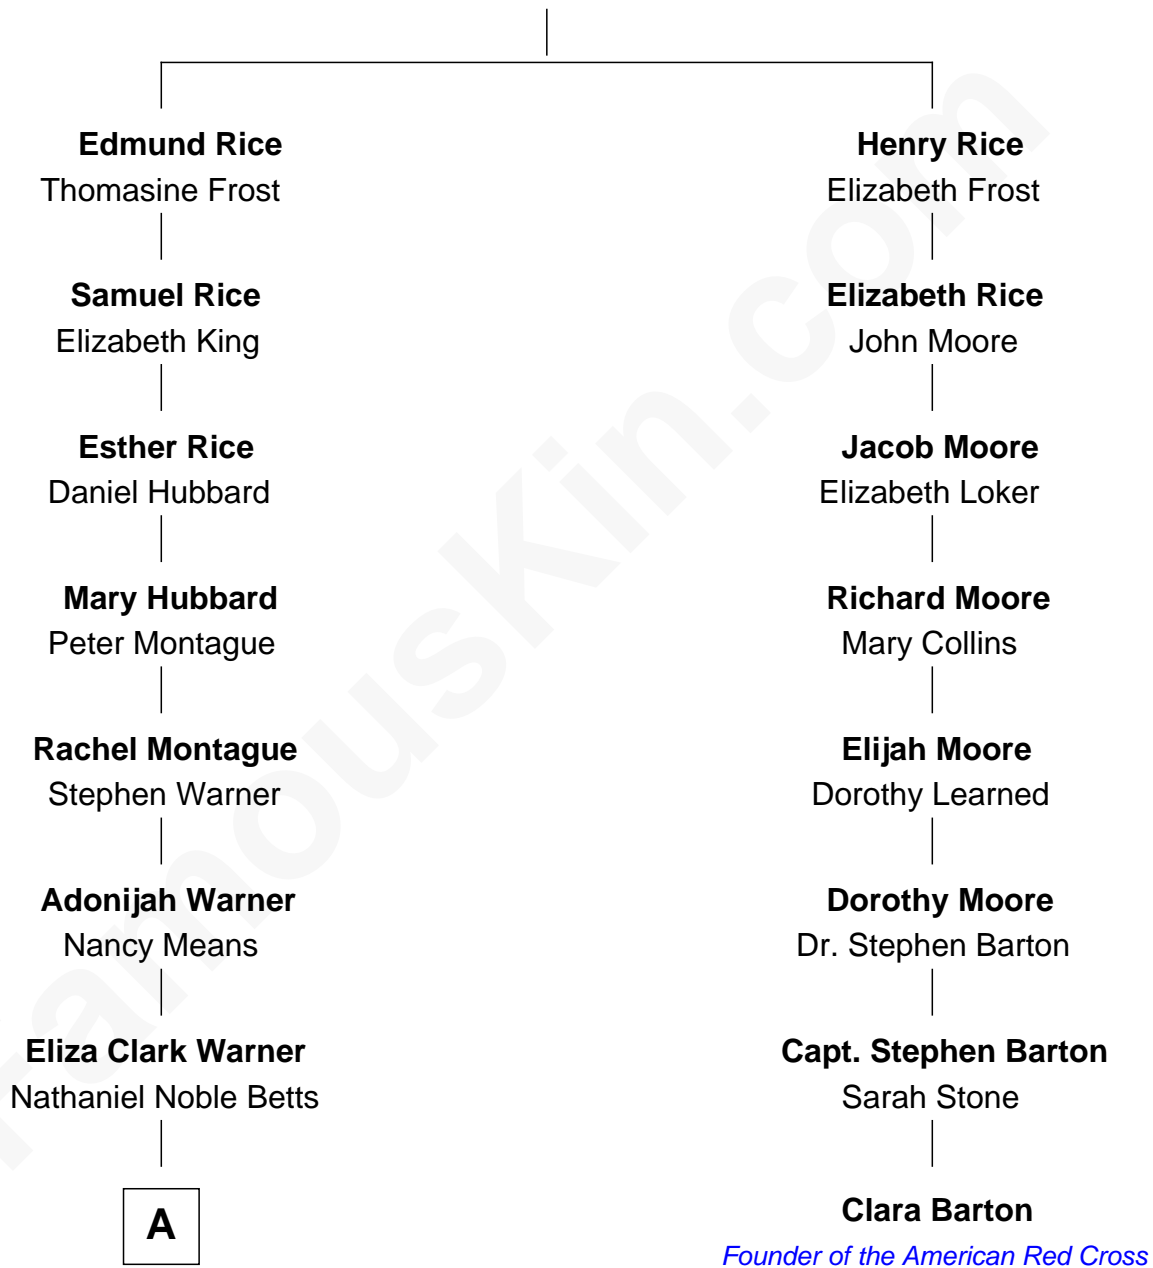 Edmund Rice
Thomasine Frost
Samuel Rice
Elizabeth King
Esther Rice
Daniel Hubbard
Mary Hubbard
Peter Montague
Rachel Montague
Stephen Warner
Adonijah Warner
Nancy Means
Eliza Clark Warner
Nathaniel Noble Betts
A
Henry Rice
Elizabeth Frost
Elizabeth Rice
John Moore
Jacob Moore
Elizabeth Loker
Richard Moore
Mary Collins
Elijah Moore
Dorothy Learned
Dorothy Moore
Dr. Stephen Barton
Capt. Stephen Barton
Sarah Stone
Clara Barton
Founder of the American Red Cross
FamousKin.com